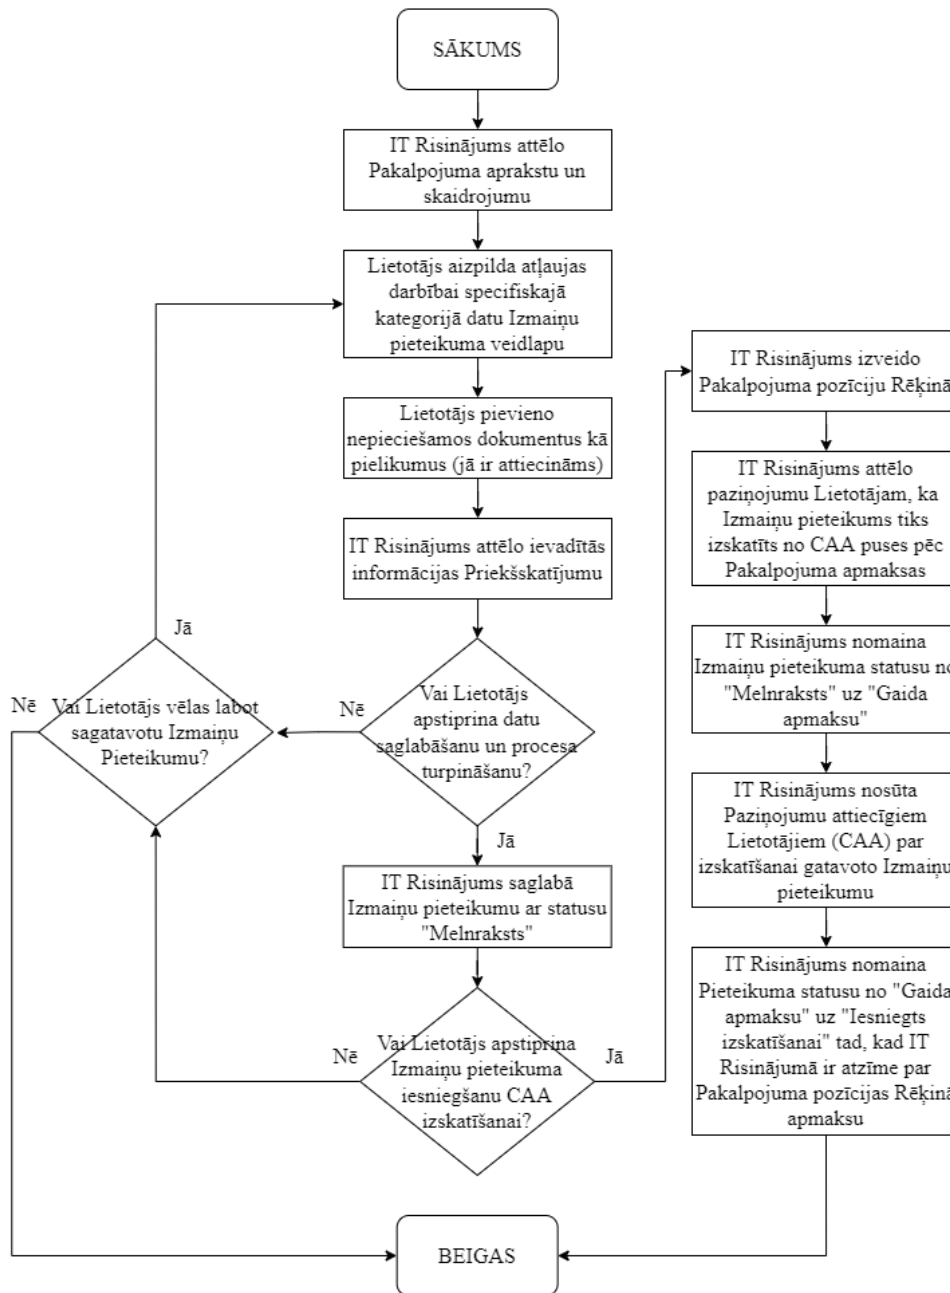 SĀKUMS
IT Risinājums attēlo
Pakalpojuma aprakstu un
skaidrojumu
Lietotājs aizpilda atļaujas
darbībai specifiskajā
kategorijā datu Izmaiņu
pieteikuma veidlapu
Lietotājs pievieno
nepieciešamos dokumentus kā
pielikumus (jā ir attiecināms)
IT Risinājums attēlo ievadītās
informācijas Priekšskatījumu
Vai Lietotājs
apstiprina datu
saglabāšanu un procesa
turpināšanu?
Nē
Jā
Vai Lietotājs vēlas labot
sagatavotu Izmaiņu
Pieteikumu?
Jā
Nē
IT Risinājums saglabā
Izmaiņu pieteikumu ar statusu
"Melnraksts"
Vai Lietotājs apstiprina
Izmaiņu pieteikuma
iesniegšanu CAA
izskatīšanai?
Nē
Jā
IT Risinājums izveido
Pakalpojuma pozīciju Rēķinā
IT Risinājums attēlo
paziņojumu Lietotājam, ka
Izmaiņu pieteikums tiks
izskatīts no CAA puses pēc
Pakalpojuma apmaksas
IT Risinājums nomaina
Izmaiņu pieteikuma statusu no
"Melnraksts" uz "Gaida
apmaksu"
IT Risinājums nosūta
Paziņojumu attiecīgiem
Lietotājiem (CAA) par
izskatīšanai gatavoto Izmaiņu
pieteikumu
IT Risinājums nomaina
Pieteikuma statusu no "Gaida
apmaksu" uz "Iesniegts
izskatīšanai" tad, kad IT
Risinājumā ir atzīme par
Pakalpojuma pozīcijas Rēķinā
apmaksu
BEIGAS